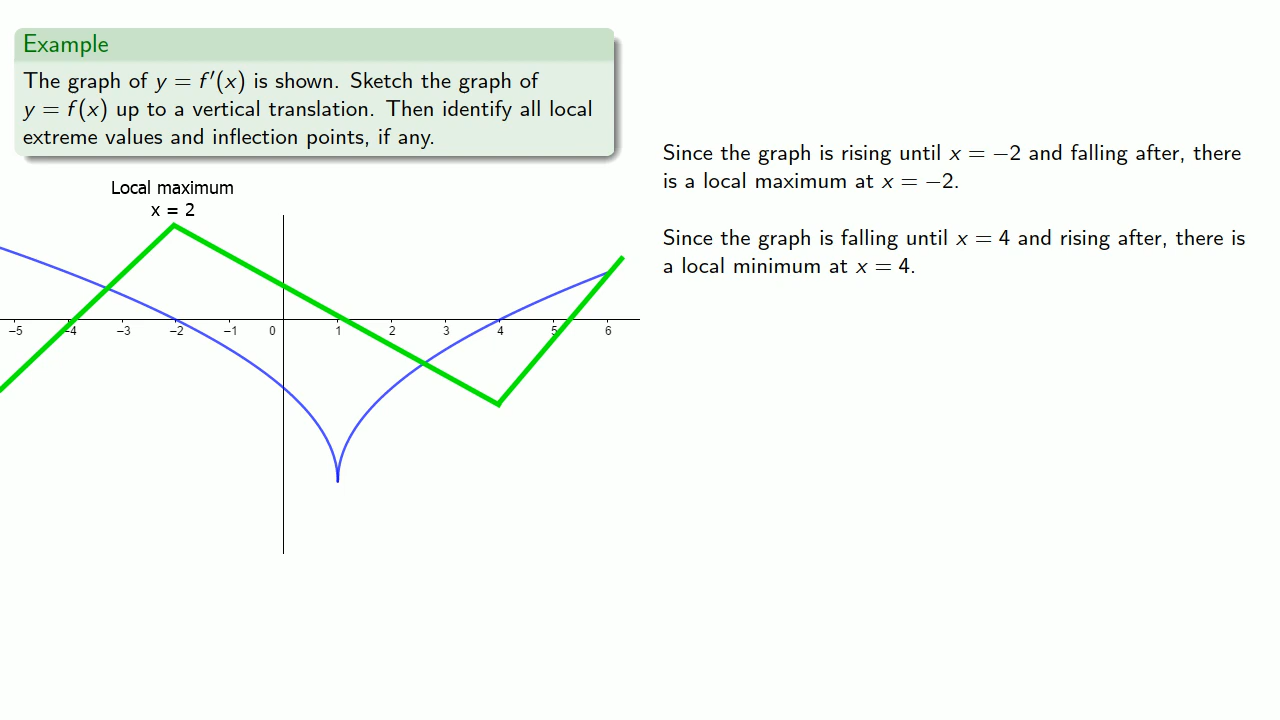 Example
The graph of y = f′(x) is shown. Sketch the graph of
y = f(x) up to a vertical translation. Then identify all local
extreme values and inflection points, if any.
Since the graph is rising until x = −2 and falling after, there
is a local maximum at x = −2.
Since the graph is falling until x = 4 and rising after, there is
a local minimum at x = 4.
Local maximum
x = 2
−5 −4 −3 −2 −1 0 1 2 3 4 5 6